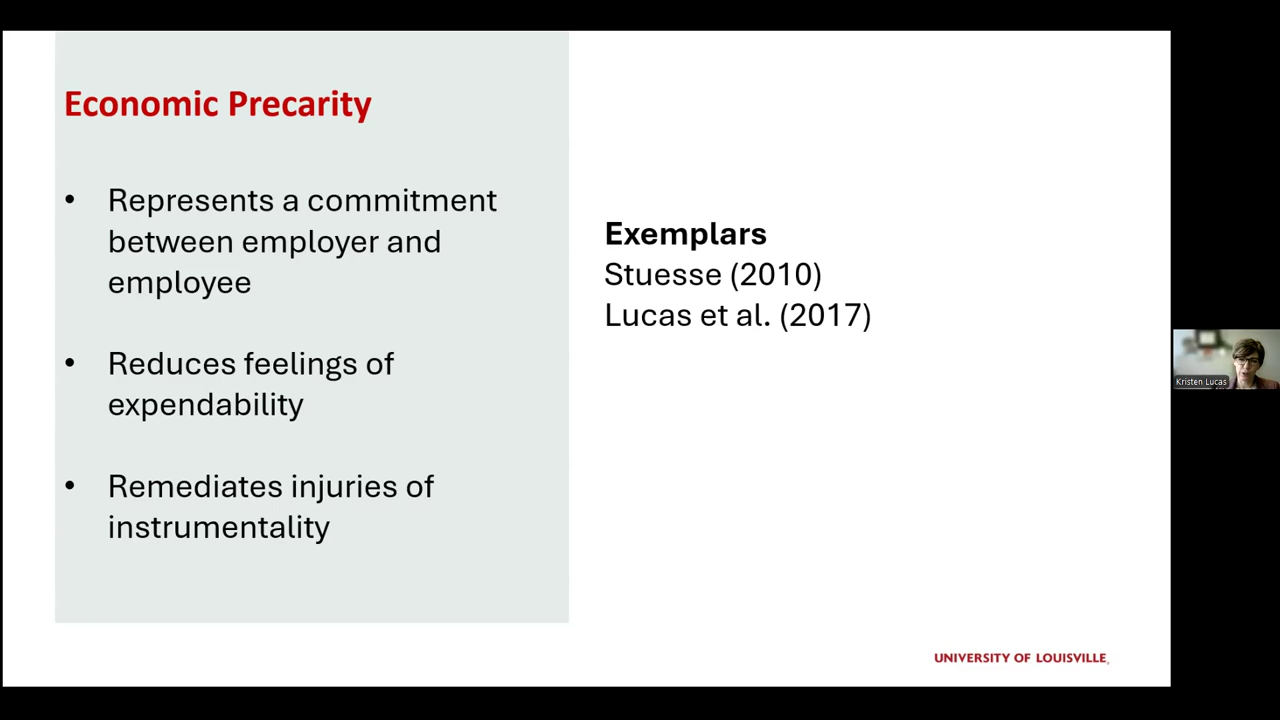 Economic Precarity
• Represents a commitment
between employer and
employee
• Reduces feelings of
expendability
• Remediates injuries of
instrumentality
Exemplars
Stuesse (2010)
Lucas et al. (2017)
Kristen Lucas
UNIVERSITY OF LOUISVILLE.